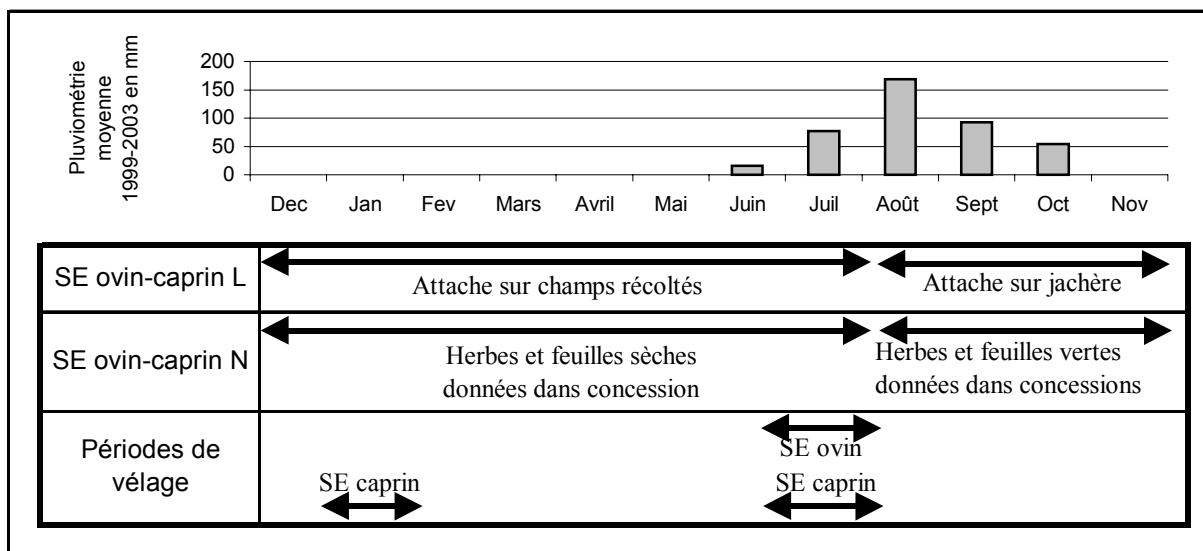 Pluviométrie
moyenne
1999-2003 en mm
200
150
100
50
0
Dec Jan Fev Mars Avril Mai Juin Juil Août Sept Oct Nov
SE ovin-caprin L
Attache sur champs récoltés
Attache sur jachère
SE ovin-caprin N
Herbes et feuilles sèches
données dans concession
Herbes et feuilles vertes
données dans concessions
Périodes de
vélage
SE caprin
SE ovin
SE caprin